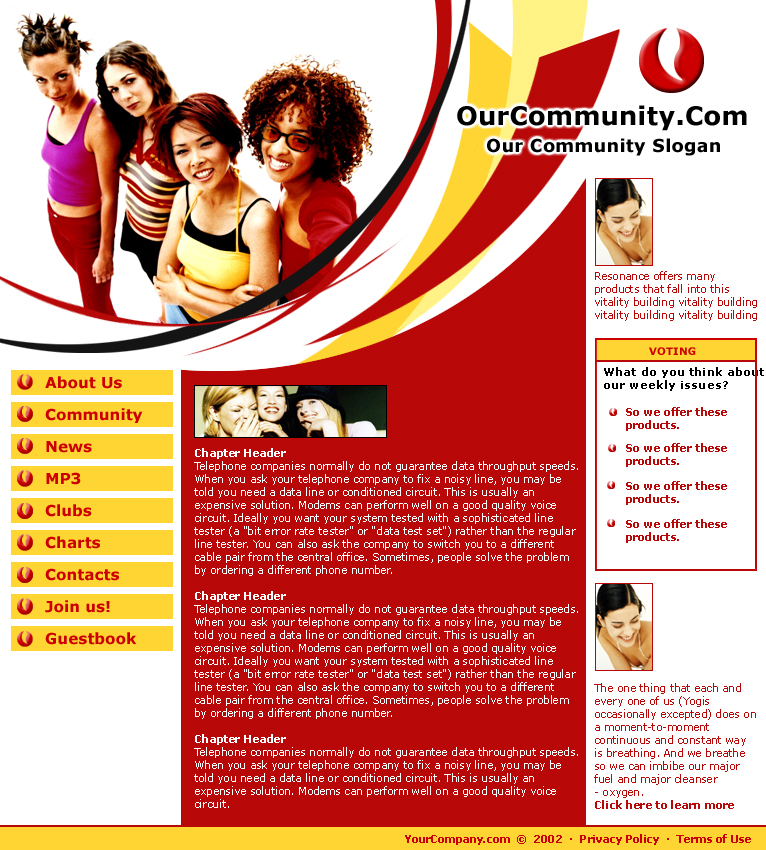 OurCommunity.Com
Our Community Slogan
About Us
Community
News
MP3
Clubs
Charts
Contacts
Join us!
Guestbook
Chapter Header
Telephone companies normally do not guarantee data throughput speeds.
When you ask your telephone company to fix a noisy line, you may be
told you need a data line or conditioned circuit. This is usually an
expensive solution. Modems can perform well on a good quality voice
circuit. Ideally you want your system tested with a sophisticated line
tester (a "bit error rate tester" or "data test set") rather than the regular
line tester. You can also ask the company to switch you to a different
cable pair from the central office. Sometimes, people solve the problem
by ordering a different phone number.
Chapter Header
Telephone companies normally do not guarantee data throughput speeds.
When you ask your telephone company to fix a noisy line, you may be
told you need a data line or conditioned circuit. This is usually an
expensive solution. Modems can perform well on a good quality voice
circuit. Ideally you want your system tested with a sophisticated line
tester (a "bit error rate tester" or "data test set") rather than the regular
line tester. You can also ask the company to switch you to a different
cable pair from the central office. Sometimes, people solve the problem
by ordering a different phone number.
Chapter Header
Telephone companies normally do not guarantee data throughput speeds.
When you ask your telephone company to fix a noisy line, you may be
told you need a data line or conditioned circuit. This is usually an
expensive solution. Modems can perform well on a good quality voice
circuit.
Resonance offers many
products that fall into this
vitality building vitality building
vitality building vitality building
VOTING
What do you think about
our weekly issues?
So we offer these
products.
So we offer these
products.
So we offer these
products.
So we offer these
products.
The one thing that each and
every one of us (Yogis
occasionally excepted) does on
a moment-to-moment
continuous and constant way
is breathing. And we breathe
so we can imbibe our major
fuel and major cleanser
- oxygen.
Click here to learn more
YourCompany.com © 2002 · Privacy Policy · Terms of Use